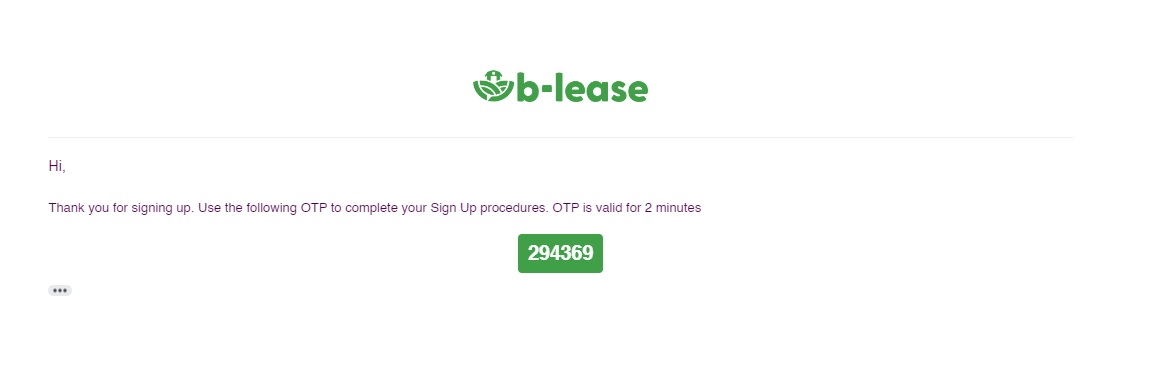 b-lease
Hi,
Thank you for signing up. Use the following OTP to complete your Sign Up procedures. OTP is valid for 2 minutes
294369